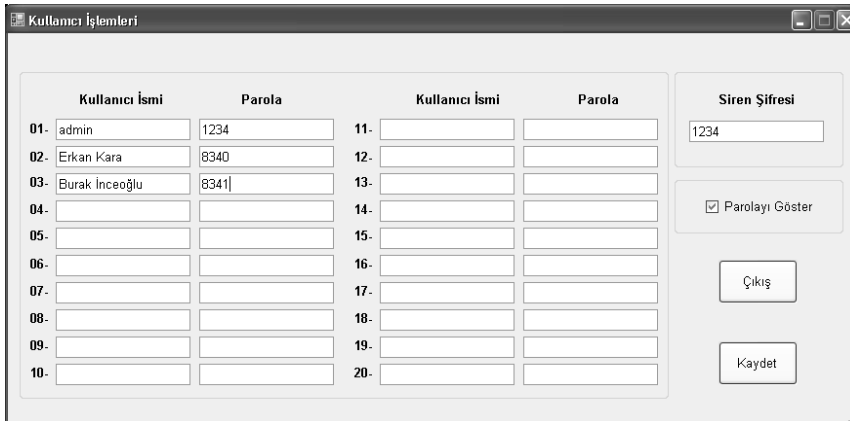 Kullanıcı İşlemleri
Kullanıcı İsmi Parola Kullanıcı İsmi Parola Siren Şifresi
01- admin 1234 11- 1234
02- Erkan Kara 8340 12-
03- Burak İnceoğlu 8341 13-
04- 14- Parolayı Göster
05- 15-
06- 16-
07- 17- Çıkış
08- 18-
09- 19-
10- 20- Kaydet